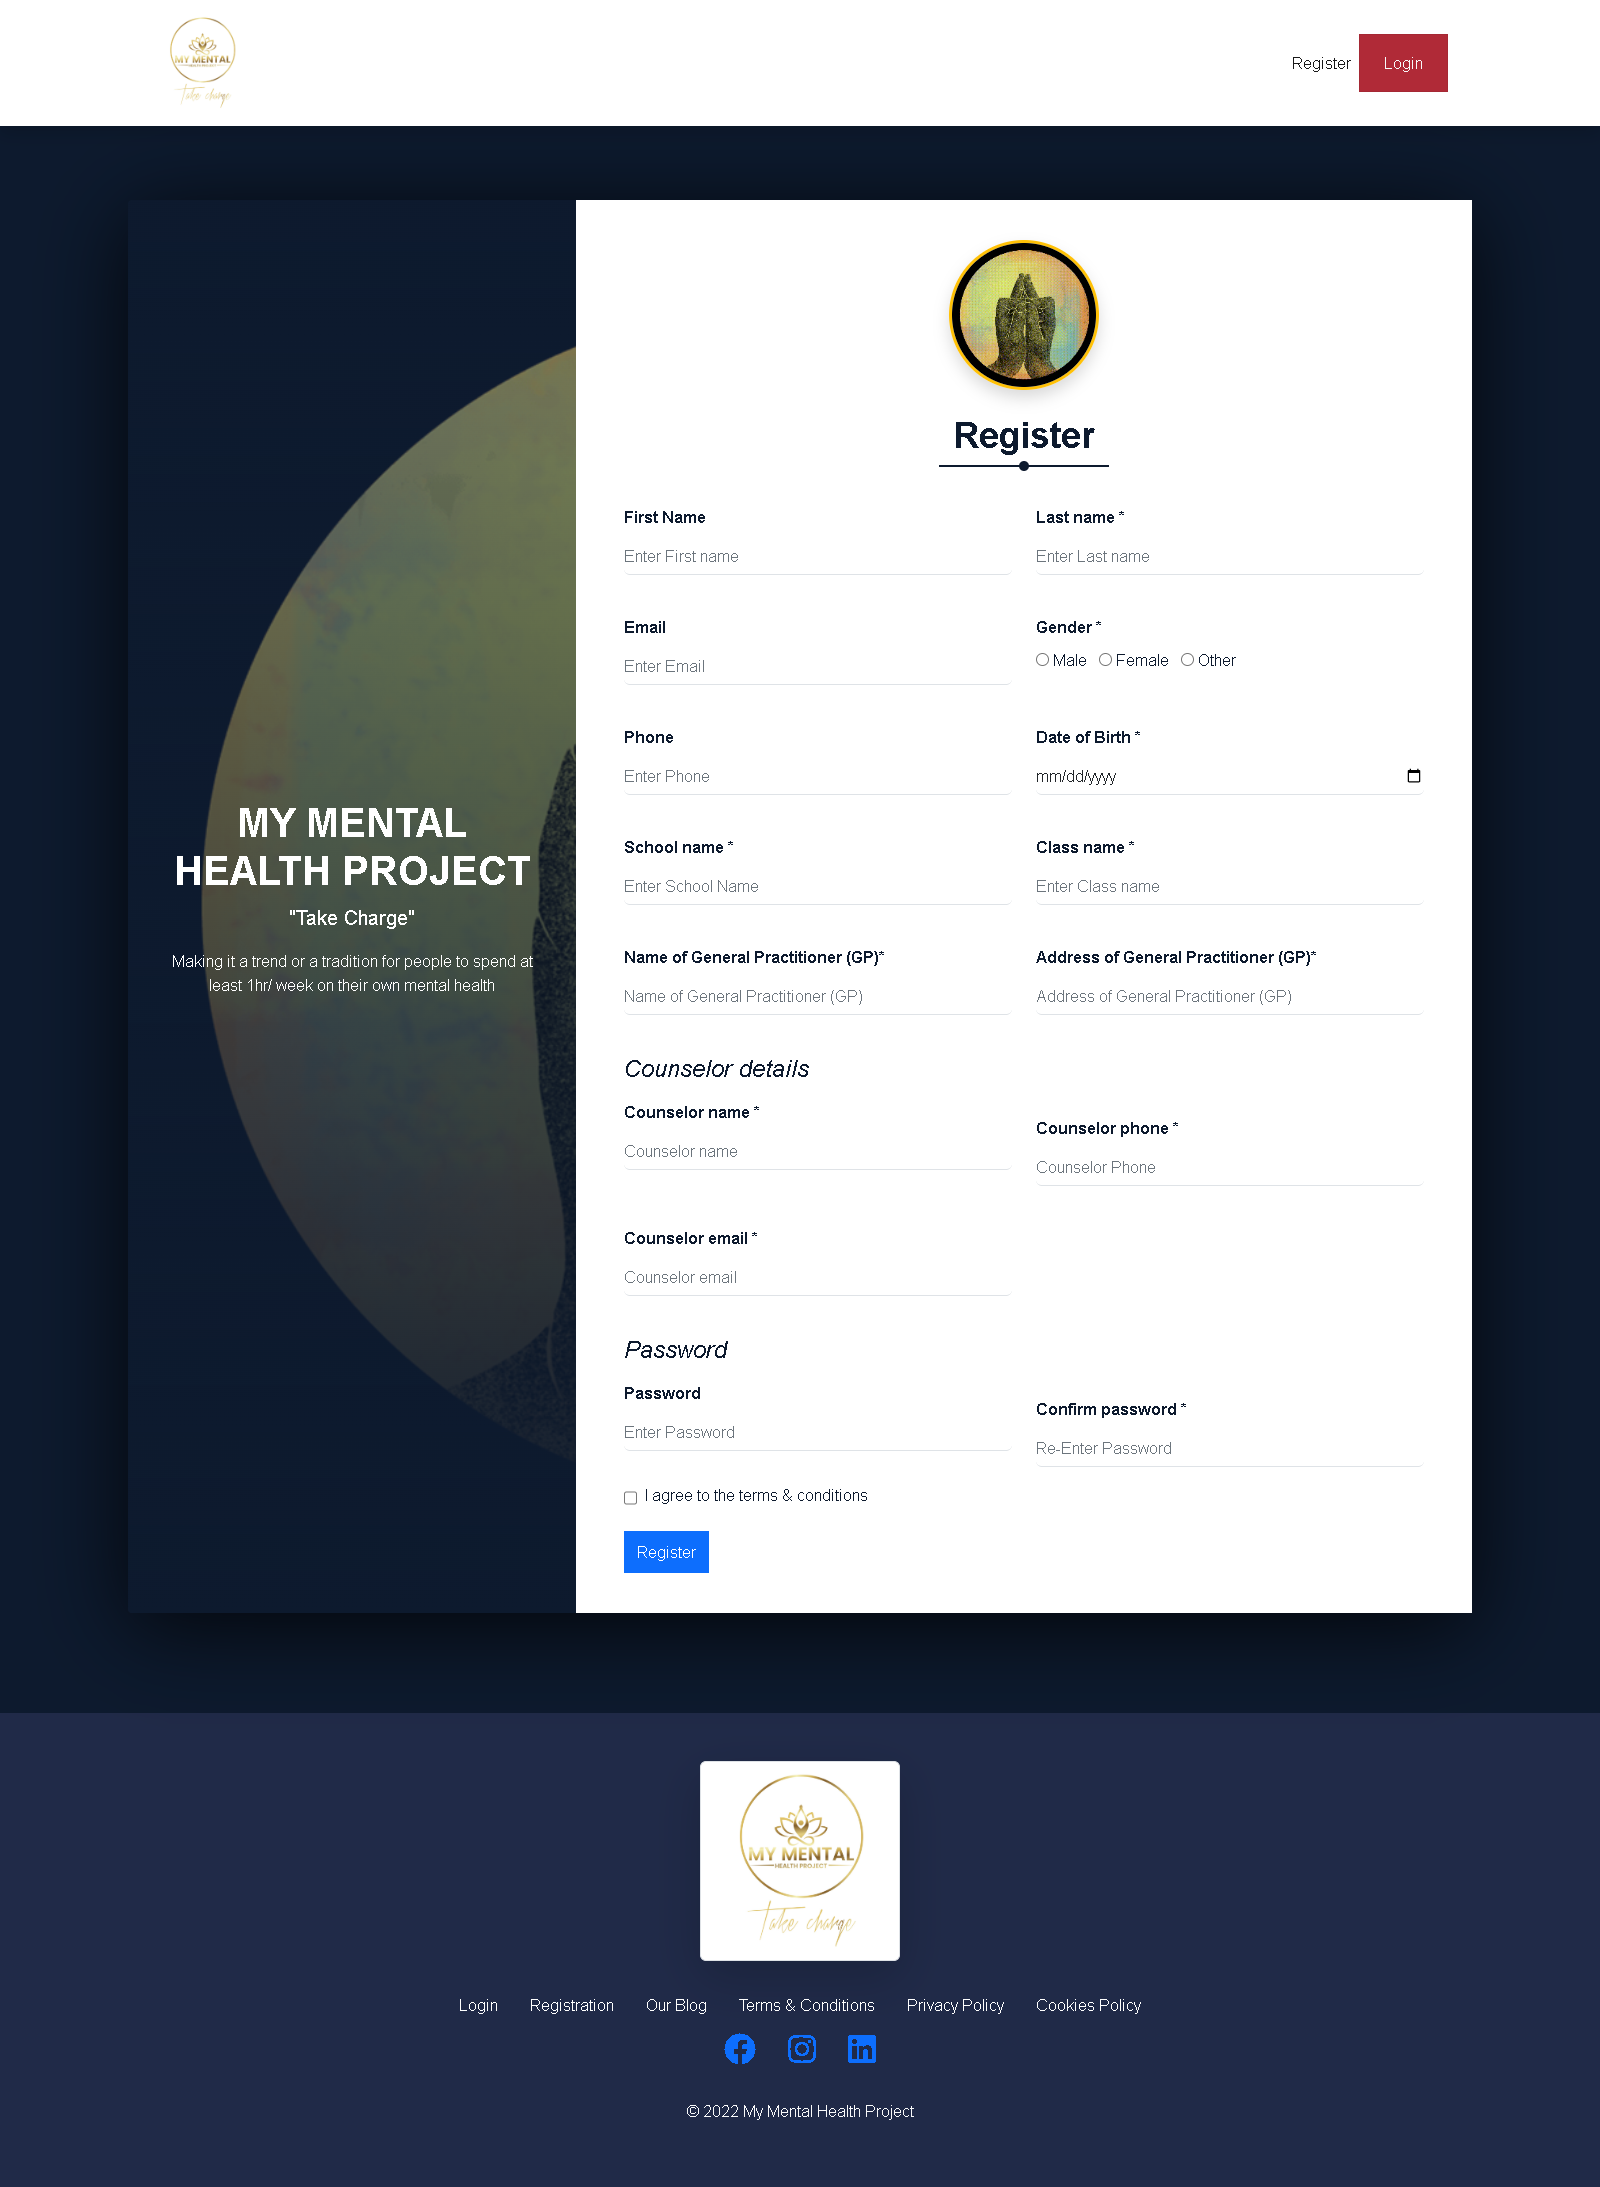 MY MENTAL
HEALTH PROJECT
Take charge
Register
Login
MY MENTAL
HEALTH PROJECT
"Take Charge"
Making it a trend or a tradition for people to spend at
least 1hr/ week on their own mental health
Register
First Name
Last name *
Enter First name
Enter Last name
Email
Gender *
Enter Email
Male Female Other
Phone
Date of Birth *
Enter Phone
mm/dd/yyyy
School name *
Class name *
Enter School Name
Enter Class name
Name of General Practitioner (GP)*
Address of General Practitioner (GP)*
Name of General Practitioner (GP)
Address of General Practitioner (GP)
Counselor details
Counselor name *
Counselor phone *
Counselor name
Counselor Phone
Counselor email *
Counselor email
Password
Password
Confirm password *
Enter Password
Re-Enter Password
I agree to the terms & conditions
Register
MY MENTAL
HEALTH PROJECT
Take charge
Login Registration Our Blog Terms & Conditions Privacy Policy Cookies Policy
© 2022 My Mental Health Project